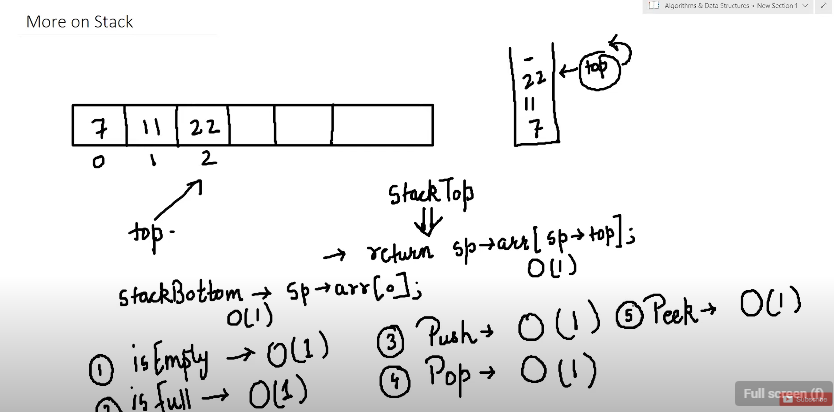 Algorithms & Data Structures • New Section 1
More on Stack
7 11 22
0 1 2
top
22
11
7
top
StackTop
→ return sp→arr[sp→top];
O(1)
stackBottom → sp→arr[0];
O(1)
① isEmpty → O(1)
② isfull → O(1)
③ Push → O(1)
④ Pop → O(1)
⑤ Peek → O(1)
Full screen (f)
Subscribe